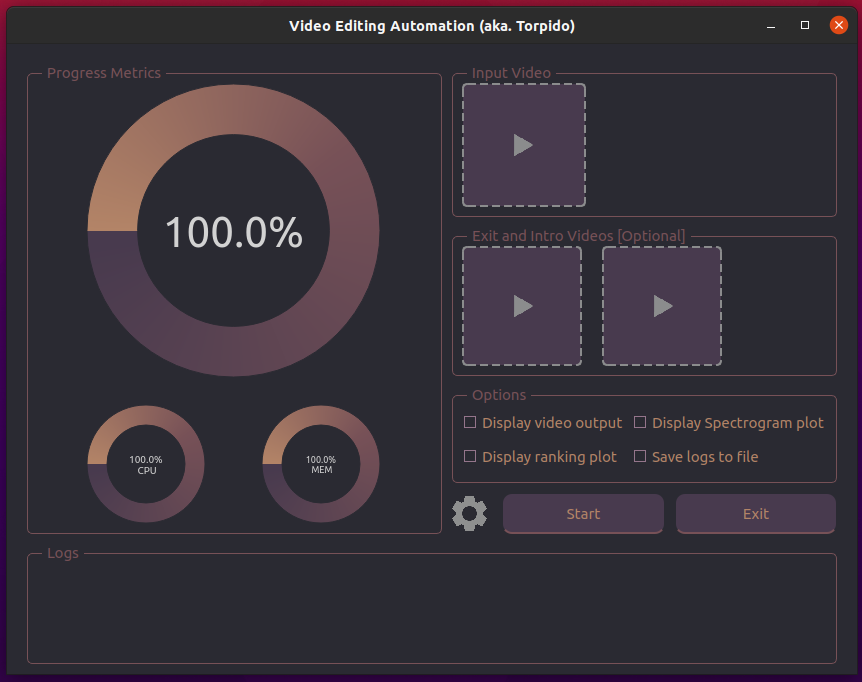 Video Editing Automation (aka. Torpido)
Progress Metrics
100.0%
100.0%
CPU
100.0%
MEM
Input Video
Exit and Intro Videos [Optional]
Options
Display video output
Display Spectrogram plot
Display ranking plot
Save logs to file
Start
Exit
Logs